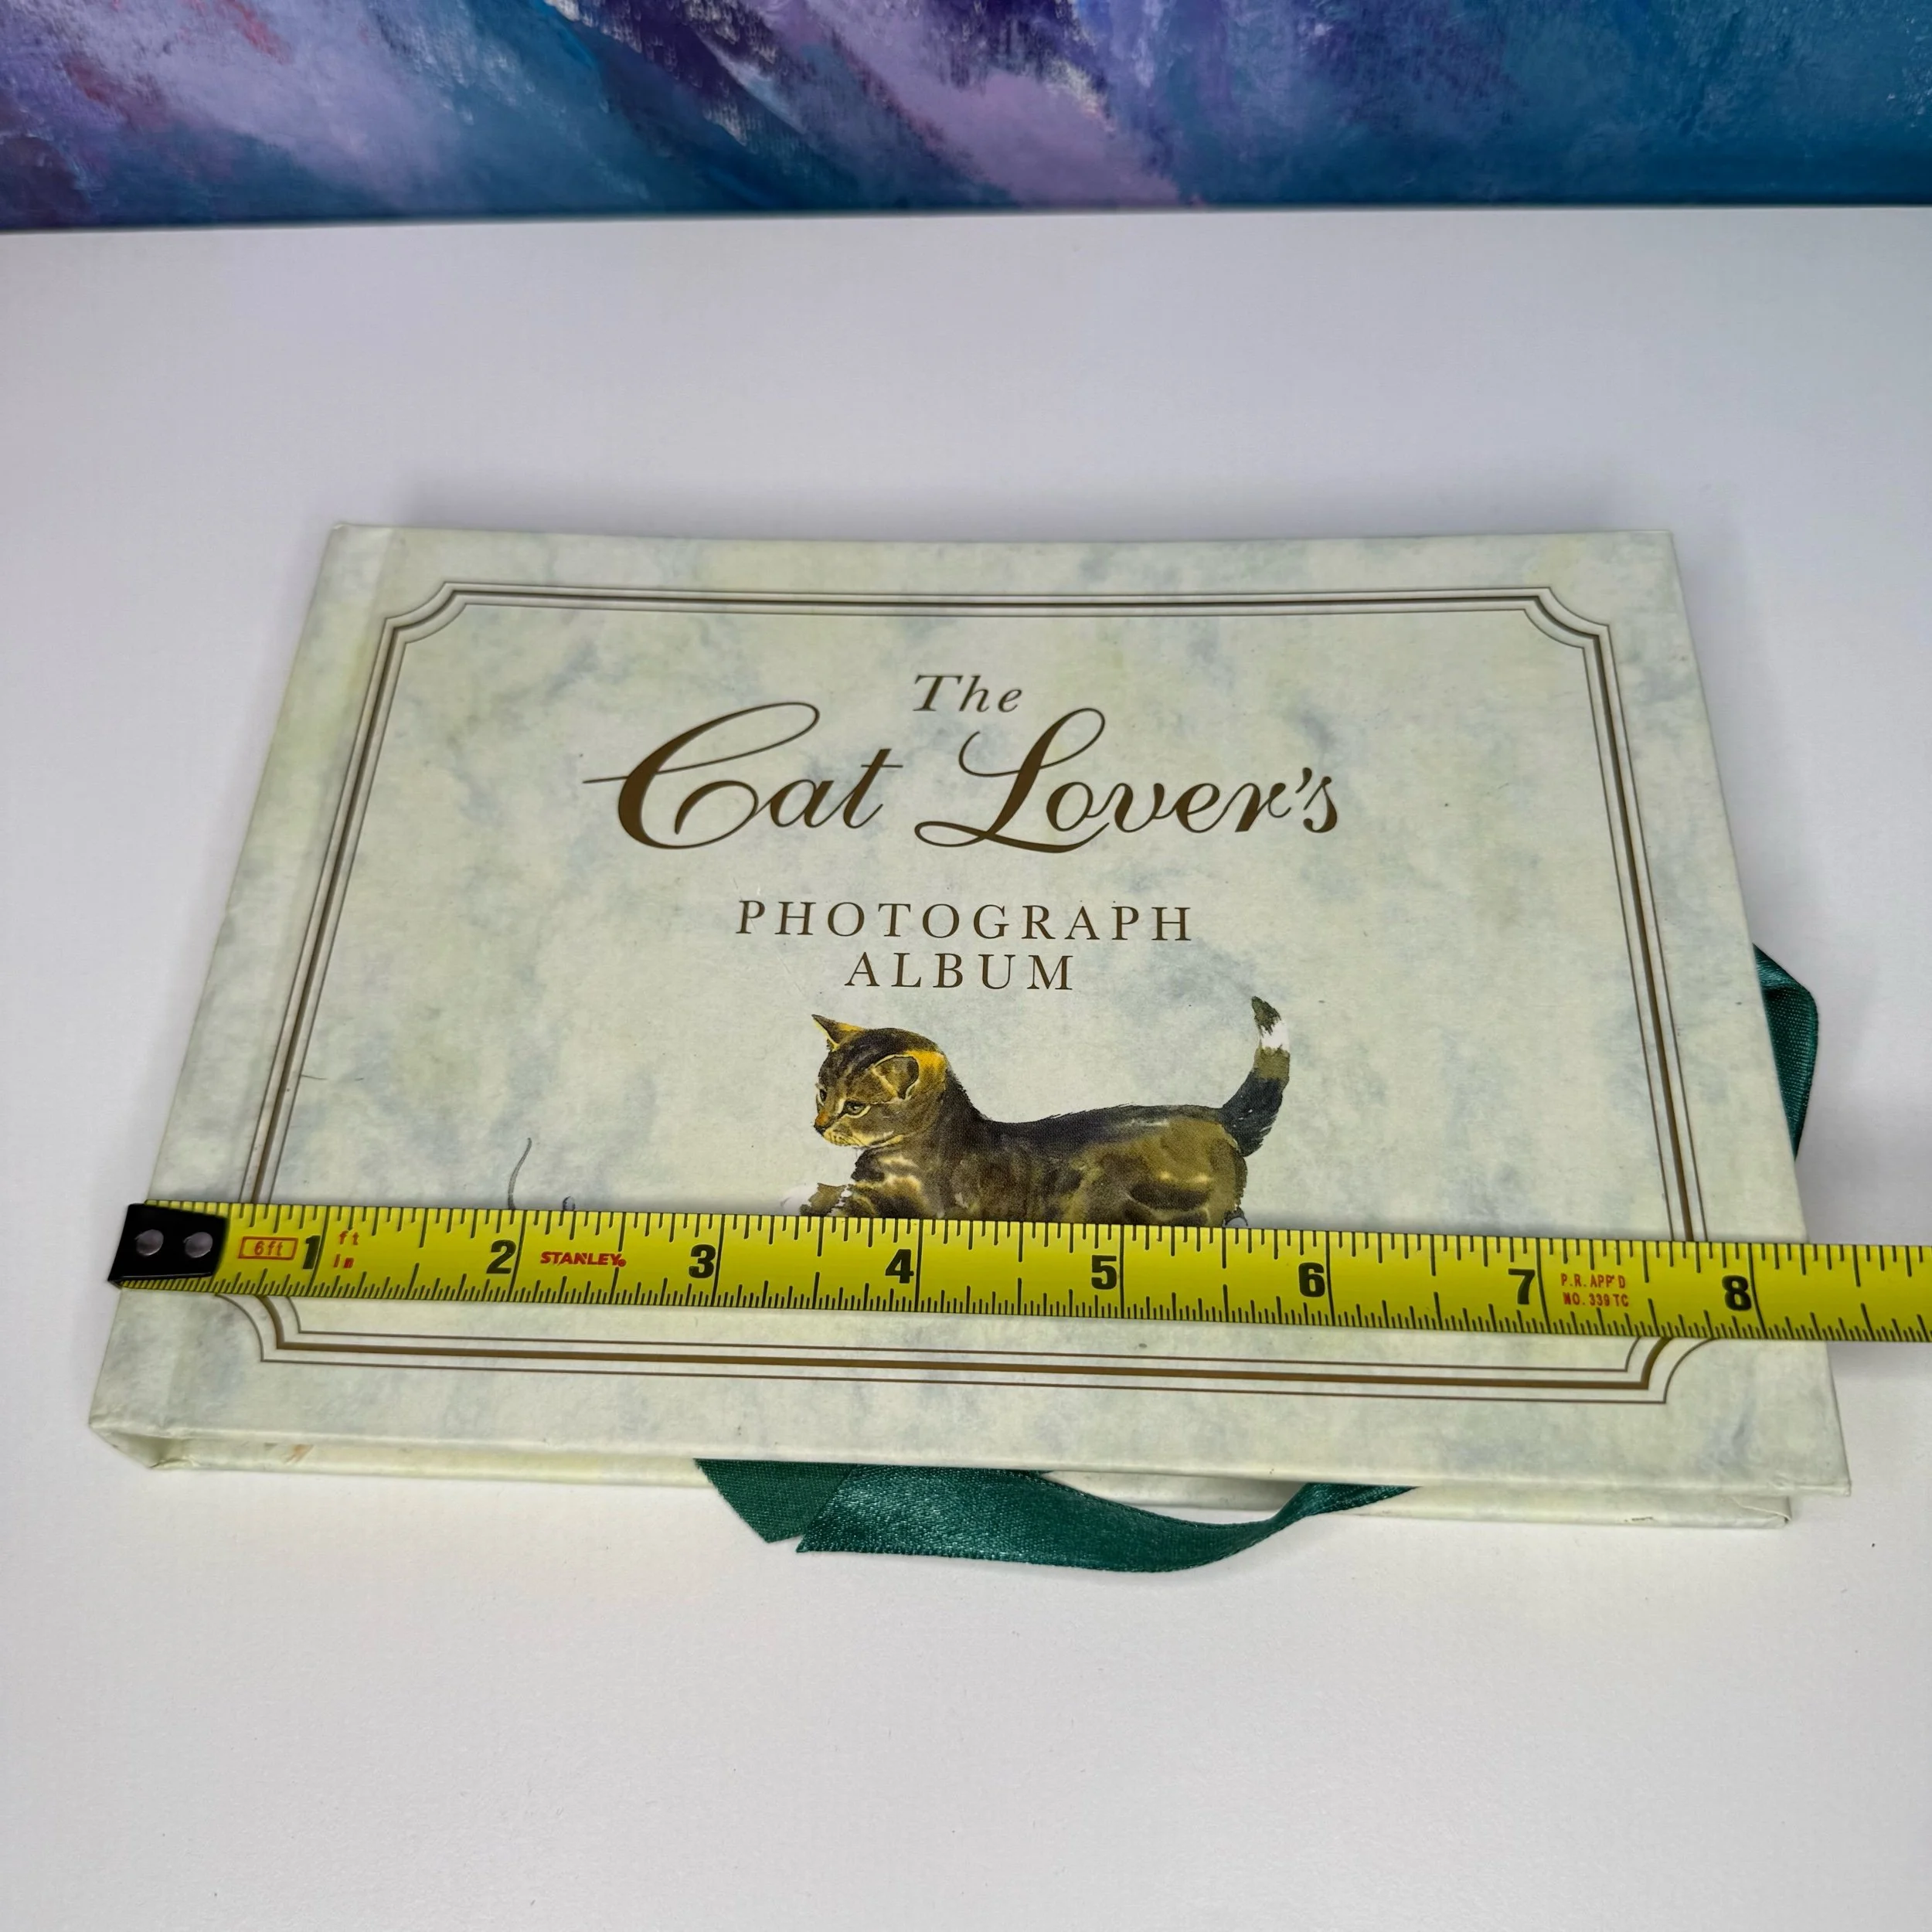 The
Cat Lover's
PHOTOGRAPH
ALBUM
6ft 1 ft 2 STANLEY® 3 4 5 6 7 P.R. APP'D 8
in NO. 339 TC